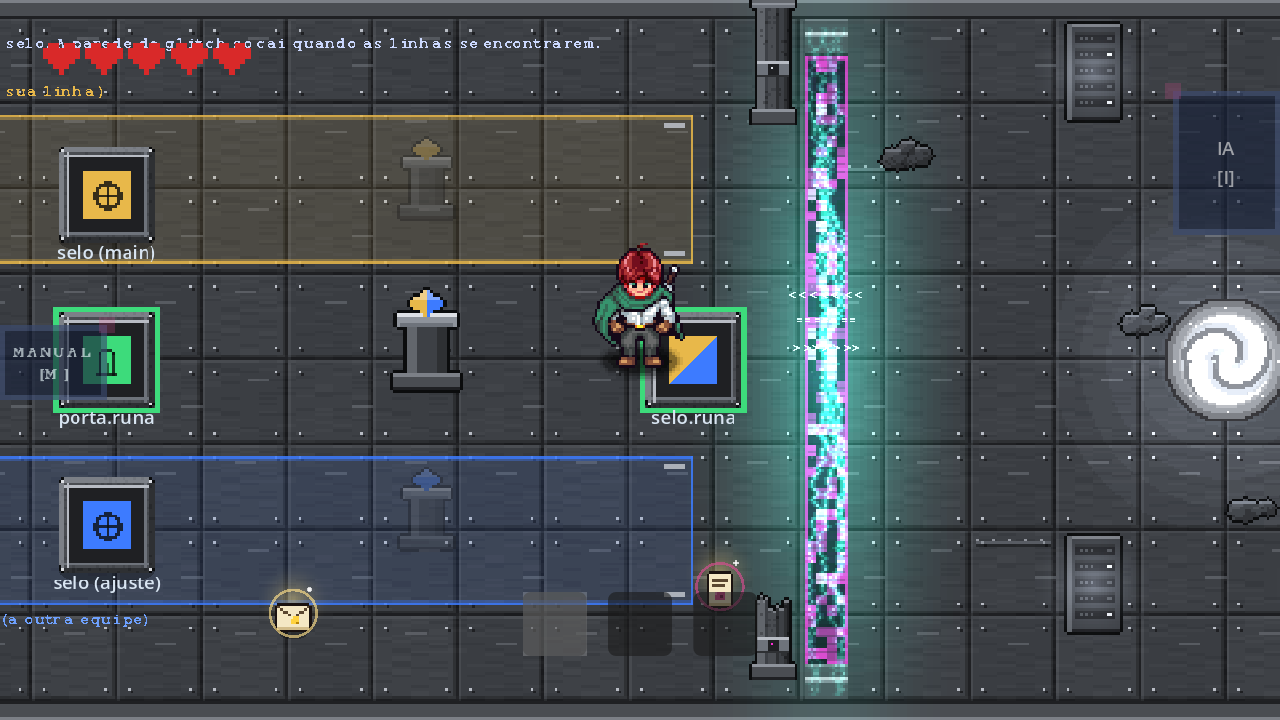 selo. A parede de glitch so cai quando as linhas se encontrarem.
sua linha)
IA
[I]
selo (main)
<<<<<<<
=======
>>>>>>>
MANUAL
[M]
porta.runa
selo.runa
selo (ajuste)
(a outra equipe)